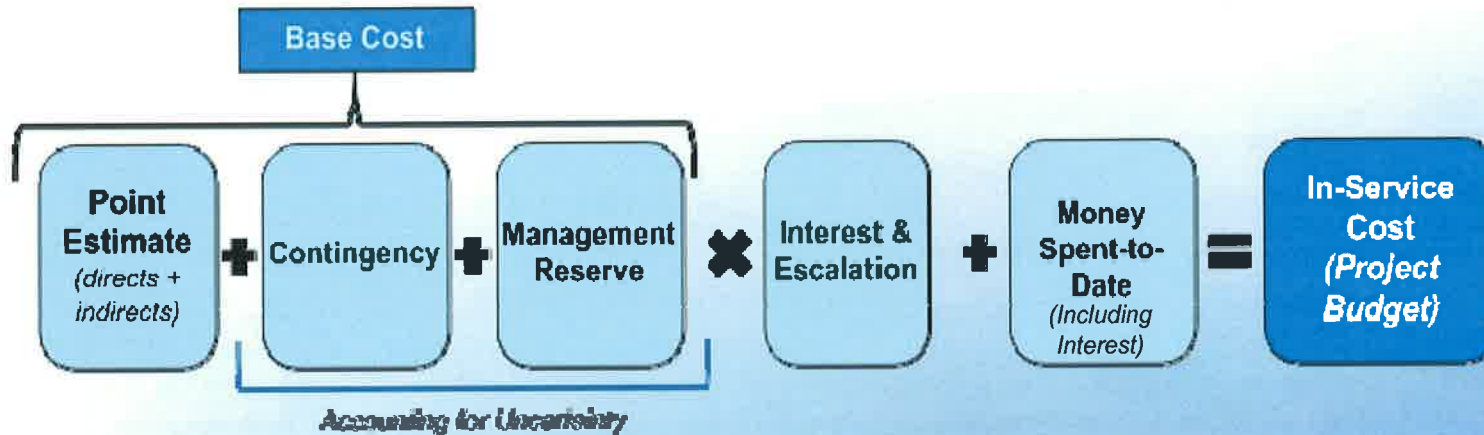 Base Cost
Point
Estimate
(directs +
indirects)
+
Contingency
+
Management
Reserve
×
Interest &
Escalation
+
Money
Spent-to-
Date
(Including
Interest)
=
In-Service
Cost
(Project
Budget)
Accounting for Uncertainty